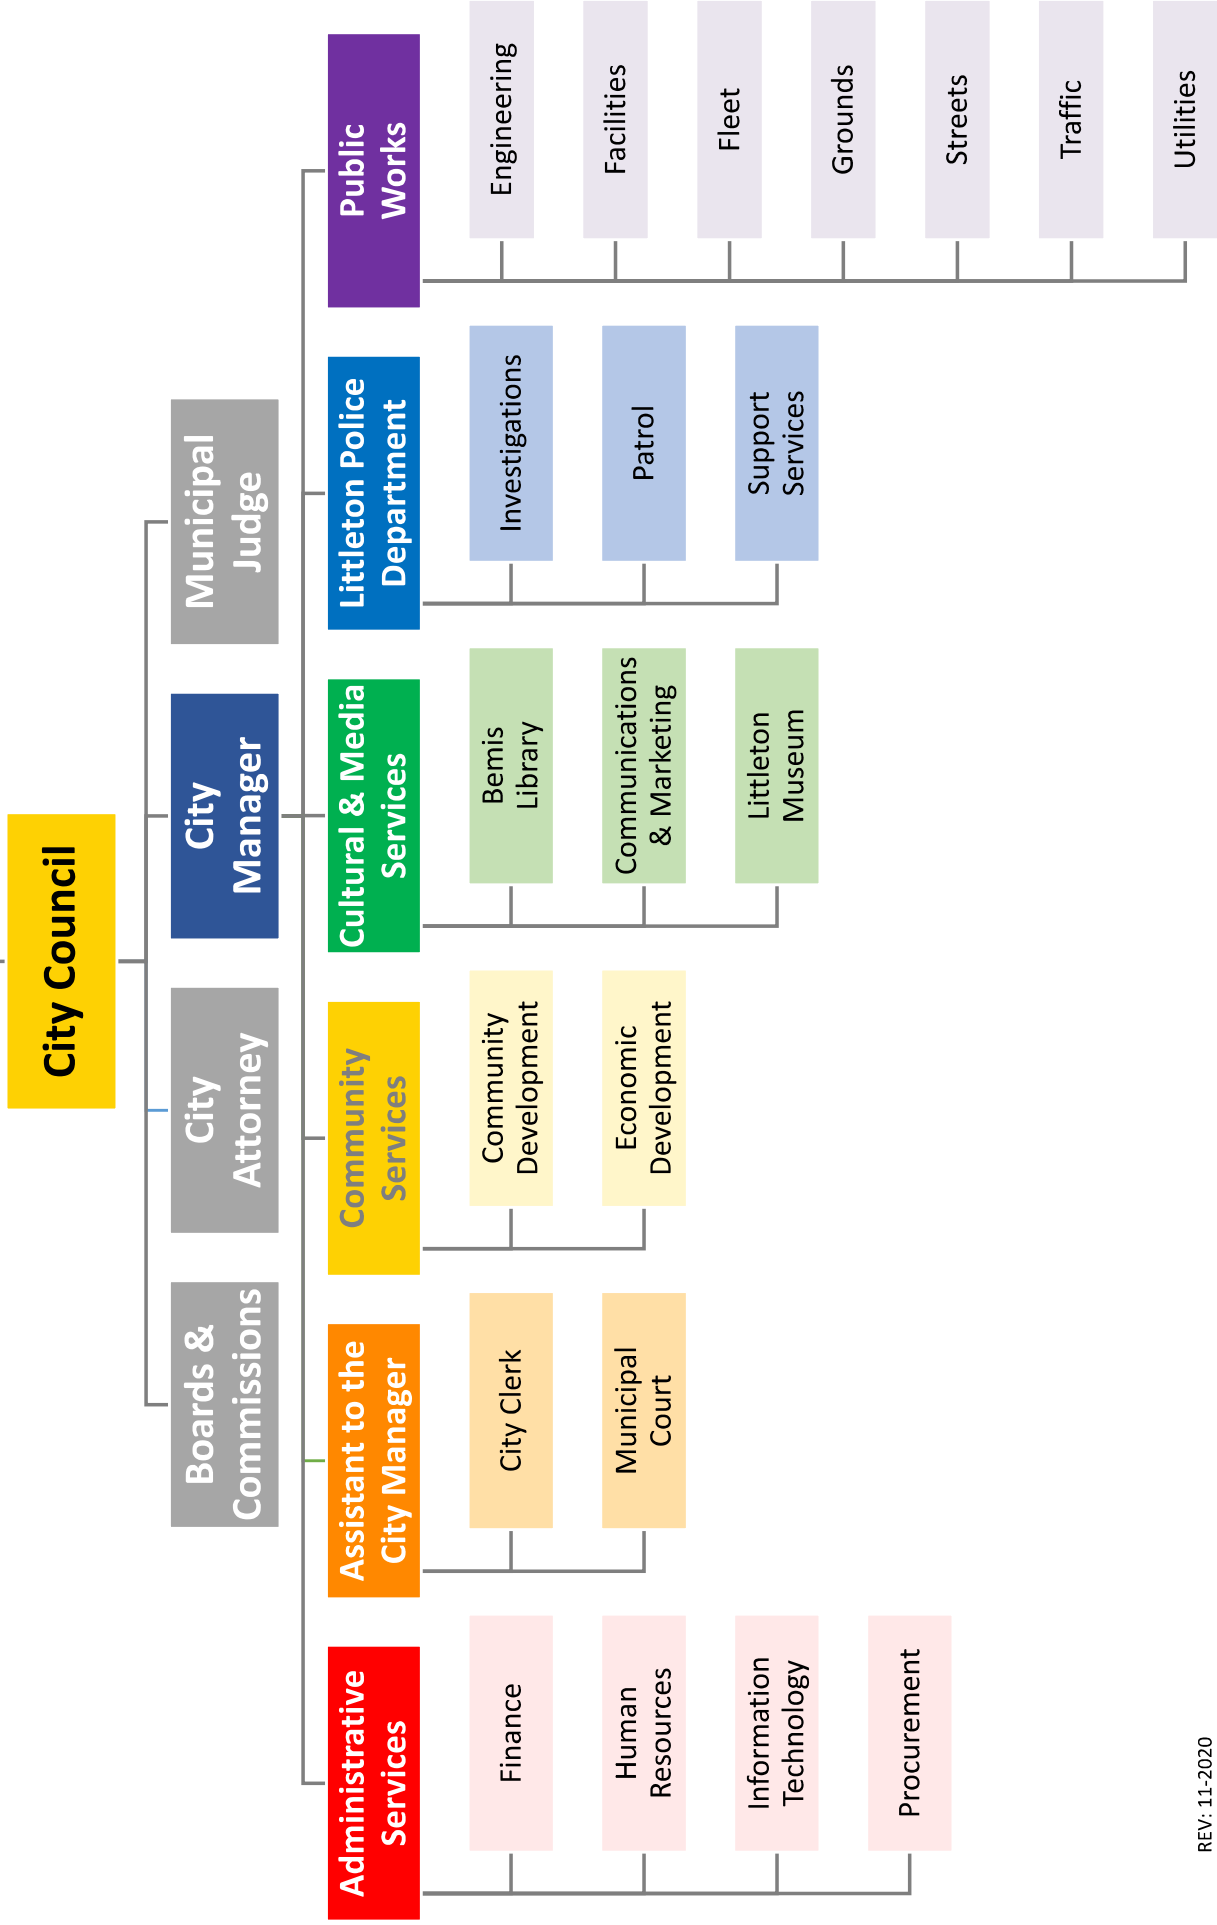 City Council
Boards &
Commissions
City
Attorney
City
Manager
Municipal
Judge
Administrative
Services
Finance
Human
Resources
Information
Technology
Procurement
Assistant to the
City Manager
City Clerk
Municipal
Court
Community
Services
Community
Development
Economic
Development
Cultural & Media
Services
Bemis
Library
Communications
& Marketing
Littleton
Museum
Littleton Police
Department
Investigations
Patrol
Support
Services
Public
Works
Engineering
Facilities
Fleet
Grounds
Streets
Traffic
Utilities
REV: 11-2020